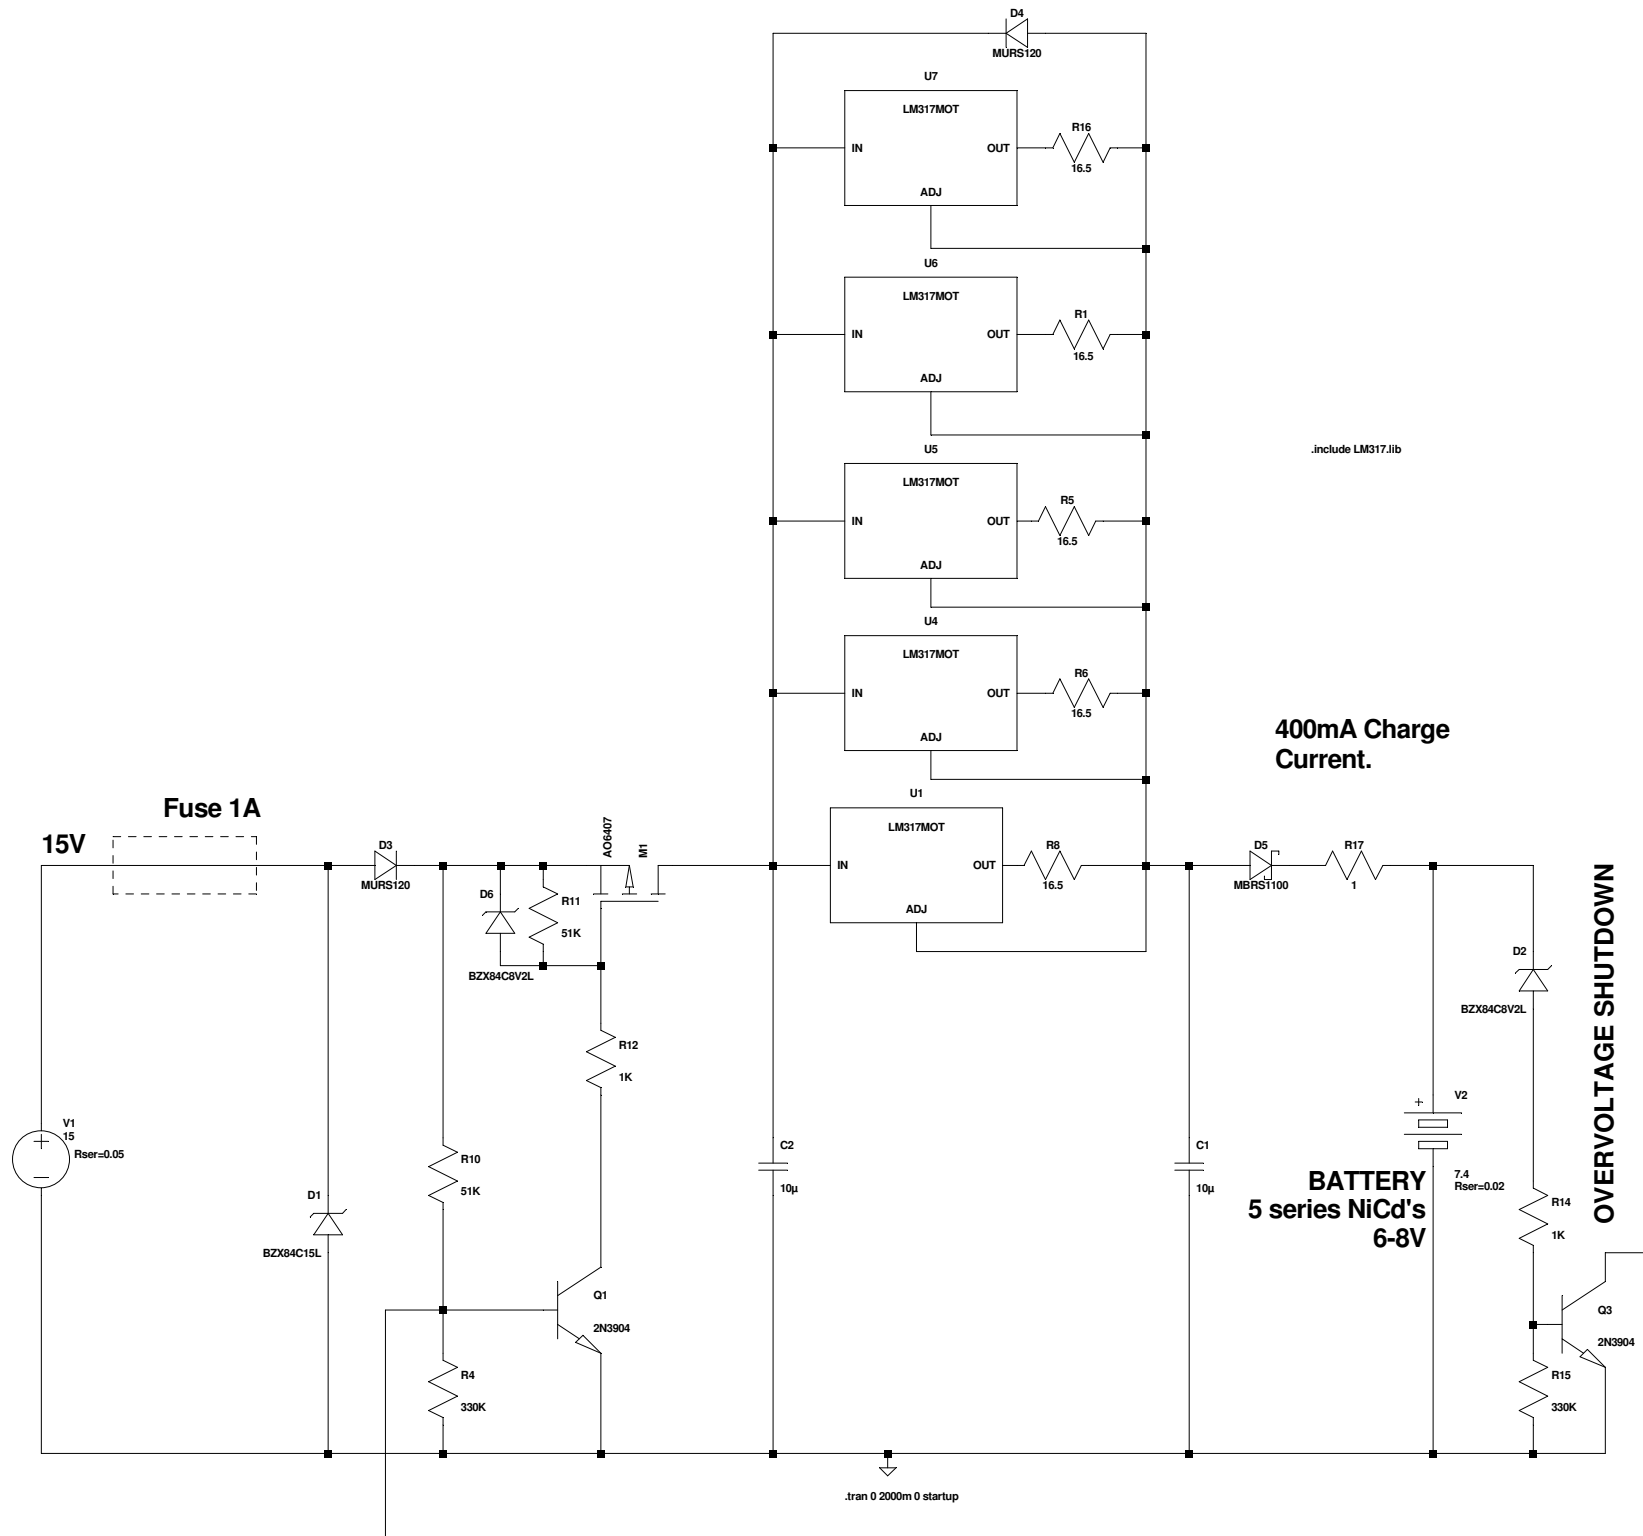 D4
MURS120
U7
LM317MOT
IN
OUT
ADJ
R16
16.5
U6
LM317MOT
IN
OUT
ADJ
R1
16.5
.include LM317.lib
U5
LM317MOT
IN
OUT
ADJ
R5
16.5
U4
LM317MOT
IN
OUT
ADJ
R6
16.5
400mA Charge
Current.
U1
LM317MOT
IN
OUT
ADJ
R8
16.5
Fuse 1A
15V
D3
MURS120
AO6407
M1
D6
BZX84C8V2L
R11
51K
D5
MBRS1100
R17
1
D2
BZX84C8V2L
OVERVOLTAGE SHUTDOWN
R12
1K
V1
15
Rser=0.05
+
D1
BZX84C15L
R10
51K
C2
10µ
C1
10µ
+
V2
7.4
Rser=0.02
BATTERY
5 series NiCd's
6-8V
R14
1K
Q1
2N3904
Q3
2N3904
R4
330K
R15
330K
.tran 0 2000m 0 startup